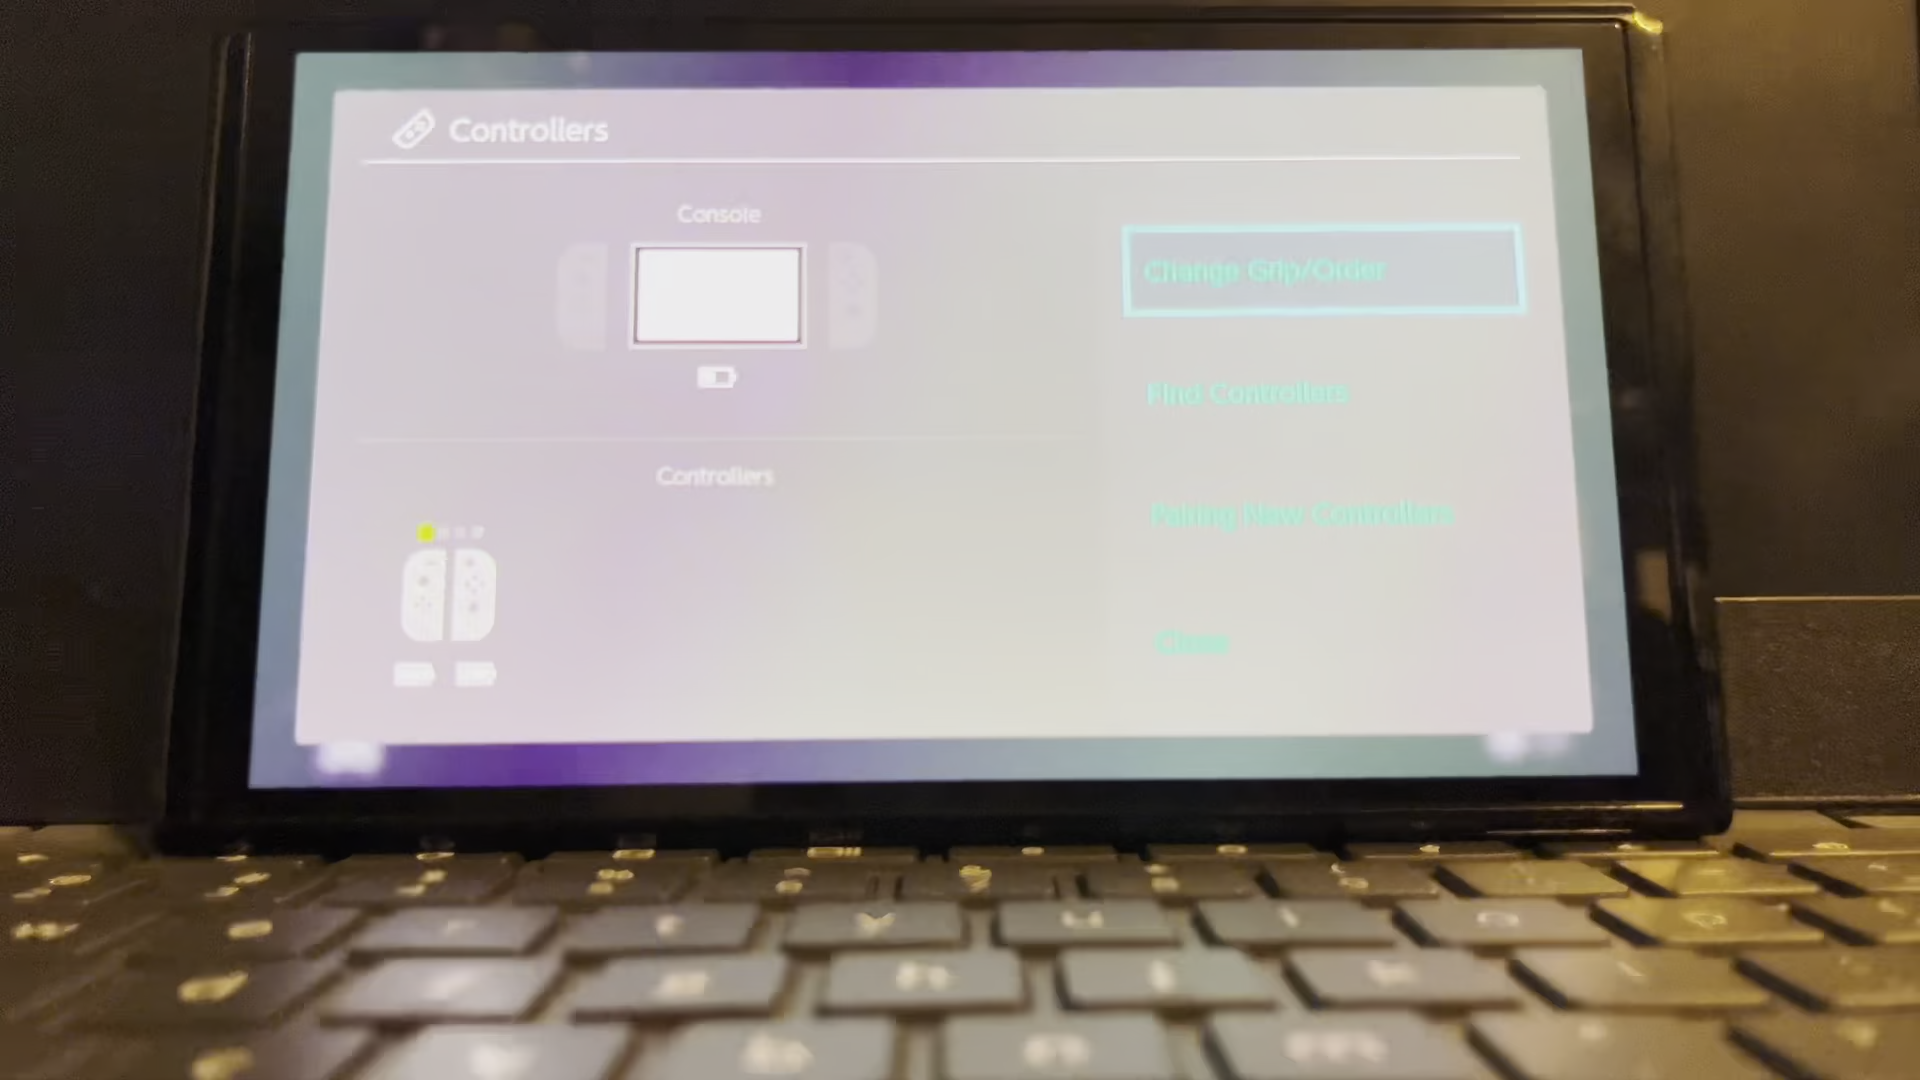 Controllers
Console
Change Grip/Order
Find Controllers
Controllers
Pairing New Controllers
Close